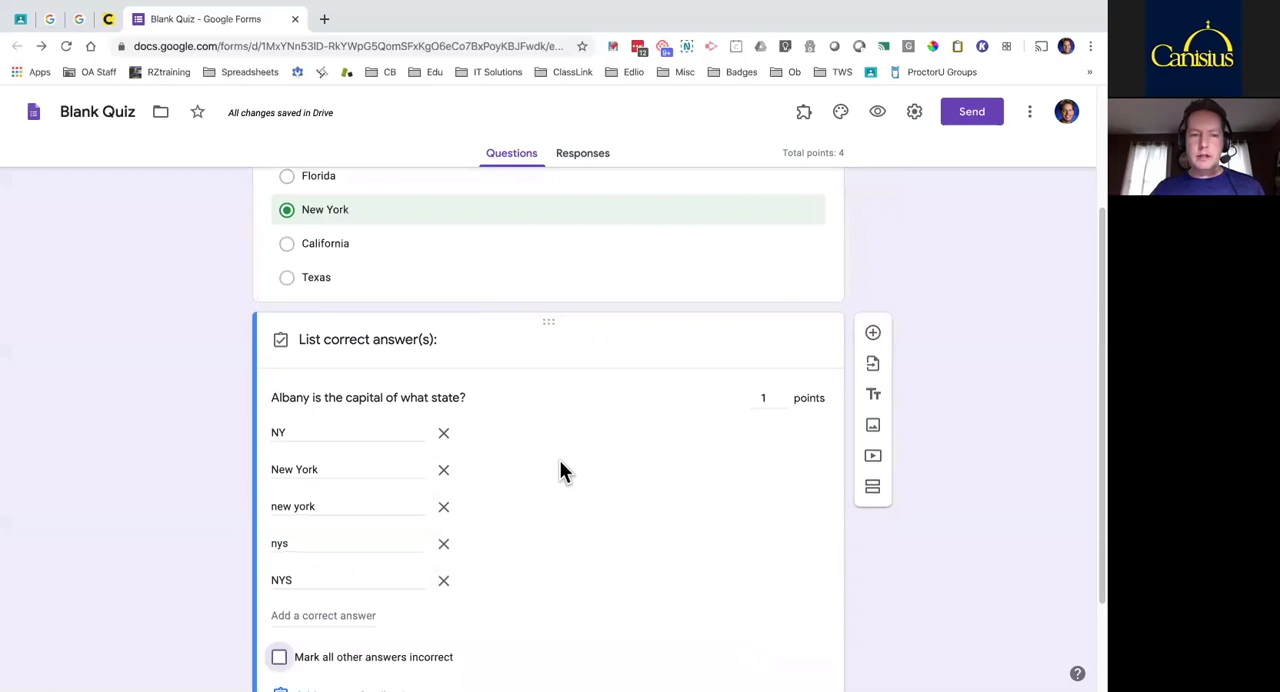 Blank Quiz - Google Forms
Canisius
docs.google.com/forms/d/1MxYNn53lD-RkYWpG5QomSFxKgO6eCo7BxPoyKBJFwdk/e...
12
9+
Apps OA Staff RZtraining Spreadsheets CB Edu IT Solutions ClassLink Edlio Misc Badges Ob TWS ProctorU Groups »
Blank Quiz All changes saved in Drive Send
Questions Responses Total points: 4
Florida
New York
California
Texas
List correct answer(s):
Albany is the capital of what state? 1 points
NY
New York
new york
nys
NYS
Add a correct answer
Mark all other answers incorrect